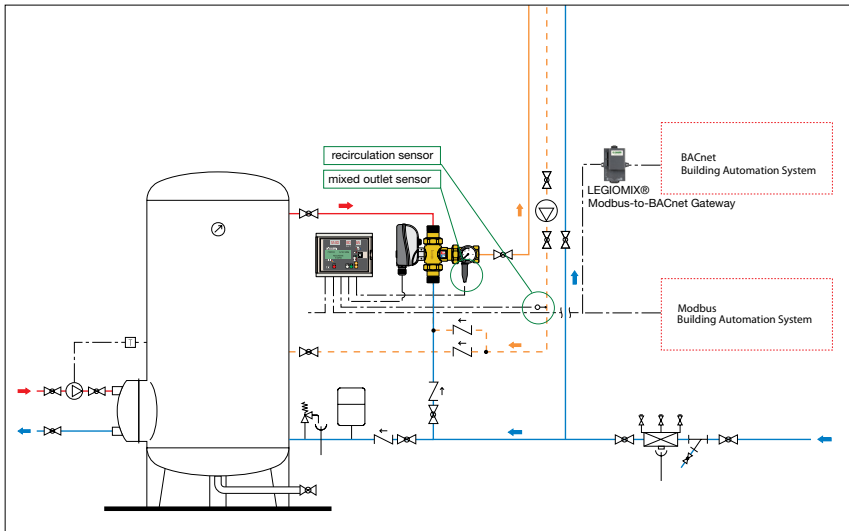 recirculation sensor
mixed outlet sensor
BACnet
Building Automation System
LEGIOMIX®
Modbus-to-BACnet Gateway
Modbus
Building Automation System
T